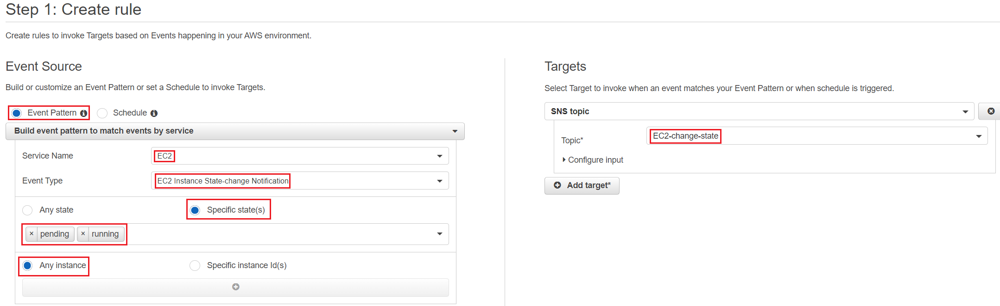 Step 1: Create rule
Create rules to invoke Targets based on Events happening in your AWS environment.
Event Source
Build or customize an Event Pattern or set a Schedule to invoke Targets.
Event Pattern Schedule
Build event pattern to match events by service
Service Name EC2
Event Type EC2 Instance State-change Notification
Any state Specific state(s)
× pending × running
Any instance Specific instance Id(s)
Targets
Select Target to invoke when an event matches your Event Pattern or when schedule is triggered.
SNS topic
Topic* EC2-change-state
Configure input
Add target*